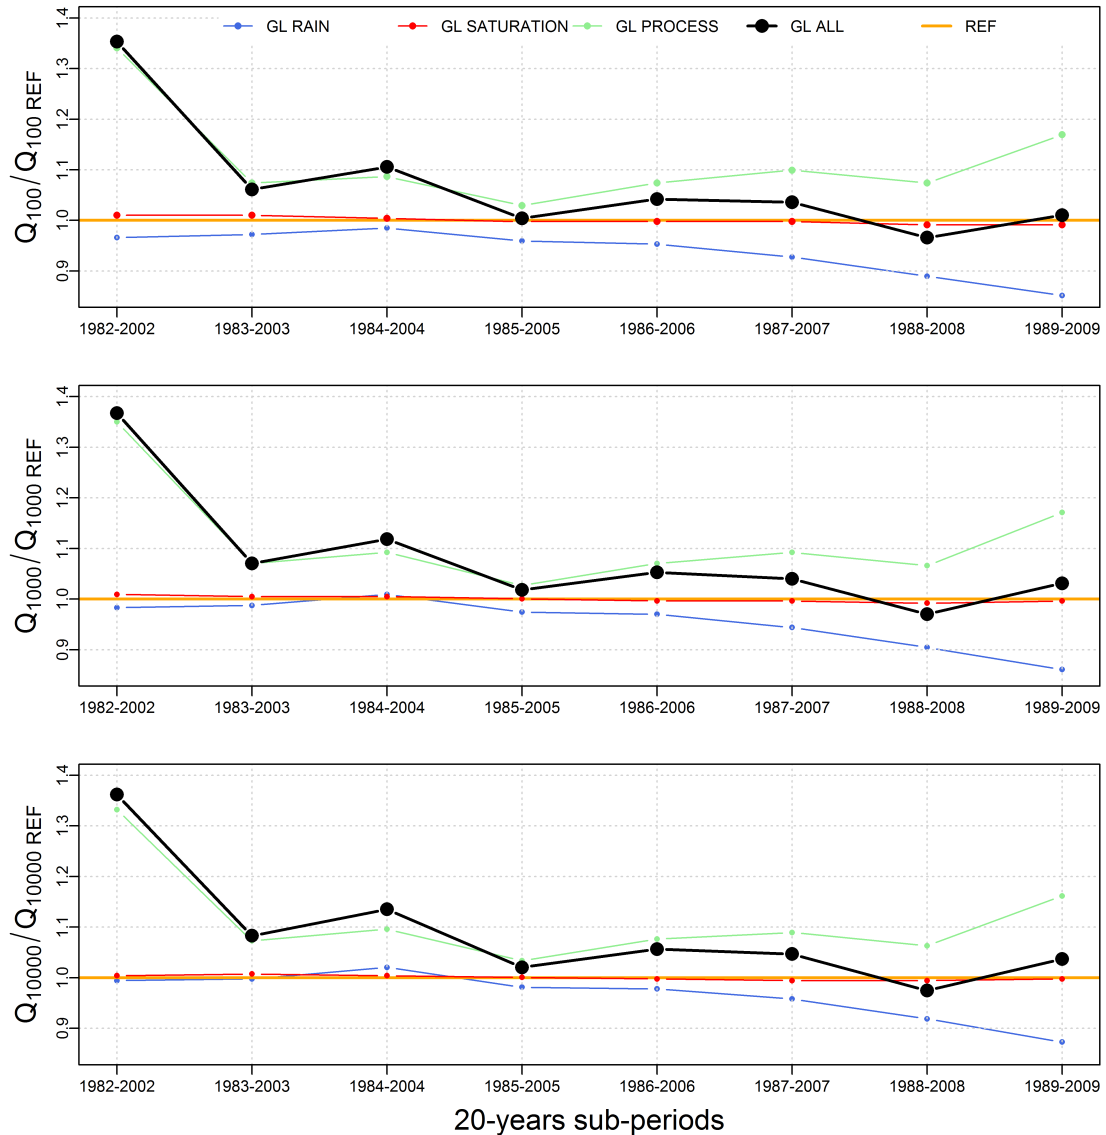 GL RAIN GL SATURATION GL PROCESS GL ALL REF
Q100 / Q100 REF
1.4
1.3
1.2
1.1
1.0
0.9
1982-2002 1983-2003 1984-2004 1985-2005 1986-2006 1987-2007 1988-2008 1989-2009
Q1000 / Q1000 REF
1.4
1.3
1.2
1.1
1.0
0.9
1982-2002 1983-2003 1984-2004 1985-2005 1986-2006 1987-2007 1988-2008 1989-2009
Q10000 / Q10000 REF
1.4
1.3
1.2
1.1
1.0
0.9
1982-2002 1983-2003 1984-2004 1985-2005 1986-2006 1987-2007 1988-2008 1989-2009
20-years sub-periods